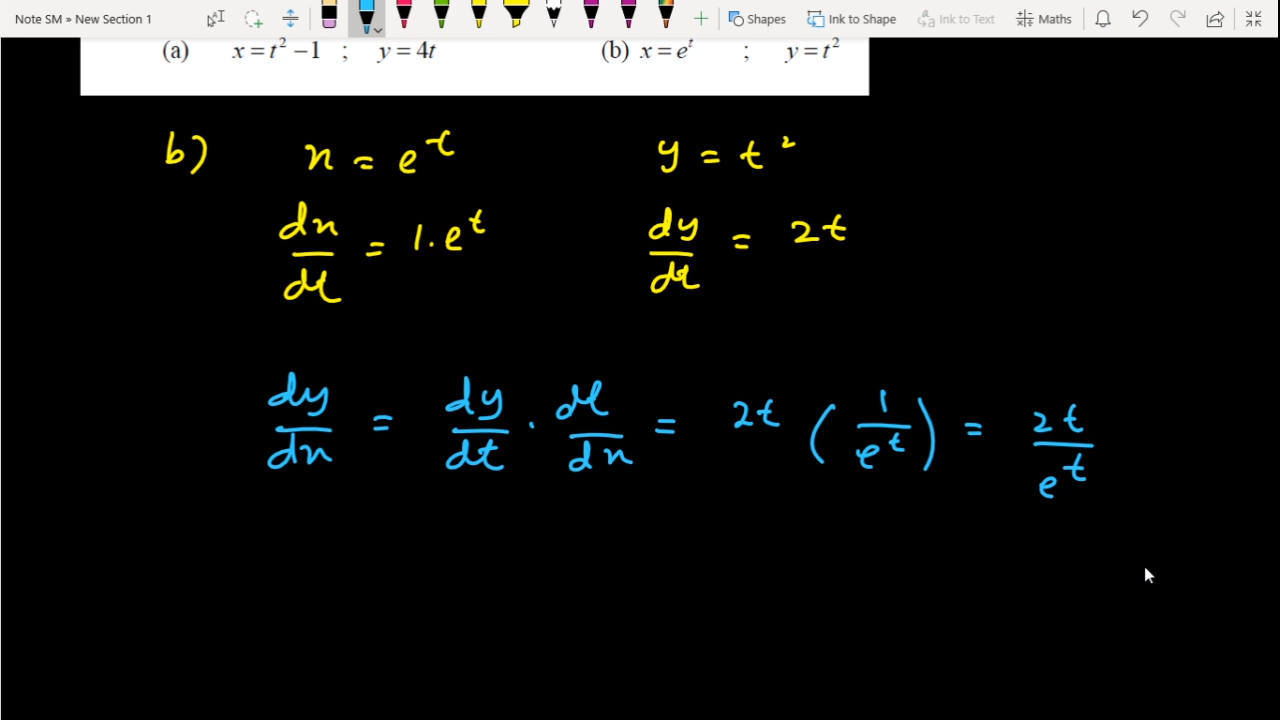 Note SM » New Section 1 Shapes Ink to Shape Ink to Text Maths
(a) x = t² − 1 ; y = 4t (b) x = eᵗ ; y = t²
b) x = eᵗ y = t²
dx/dt = 1·eᵗ dy/dt = 2t
dy/dx = dy/dt · dt/dx = 2t (1/eᵗ) = 2t/eᵗ